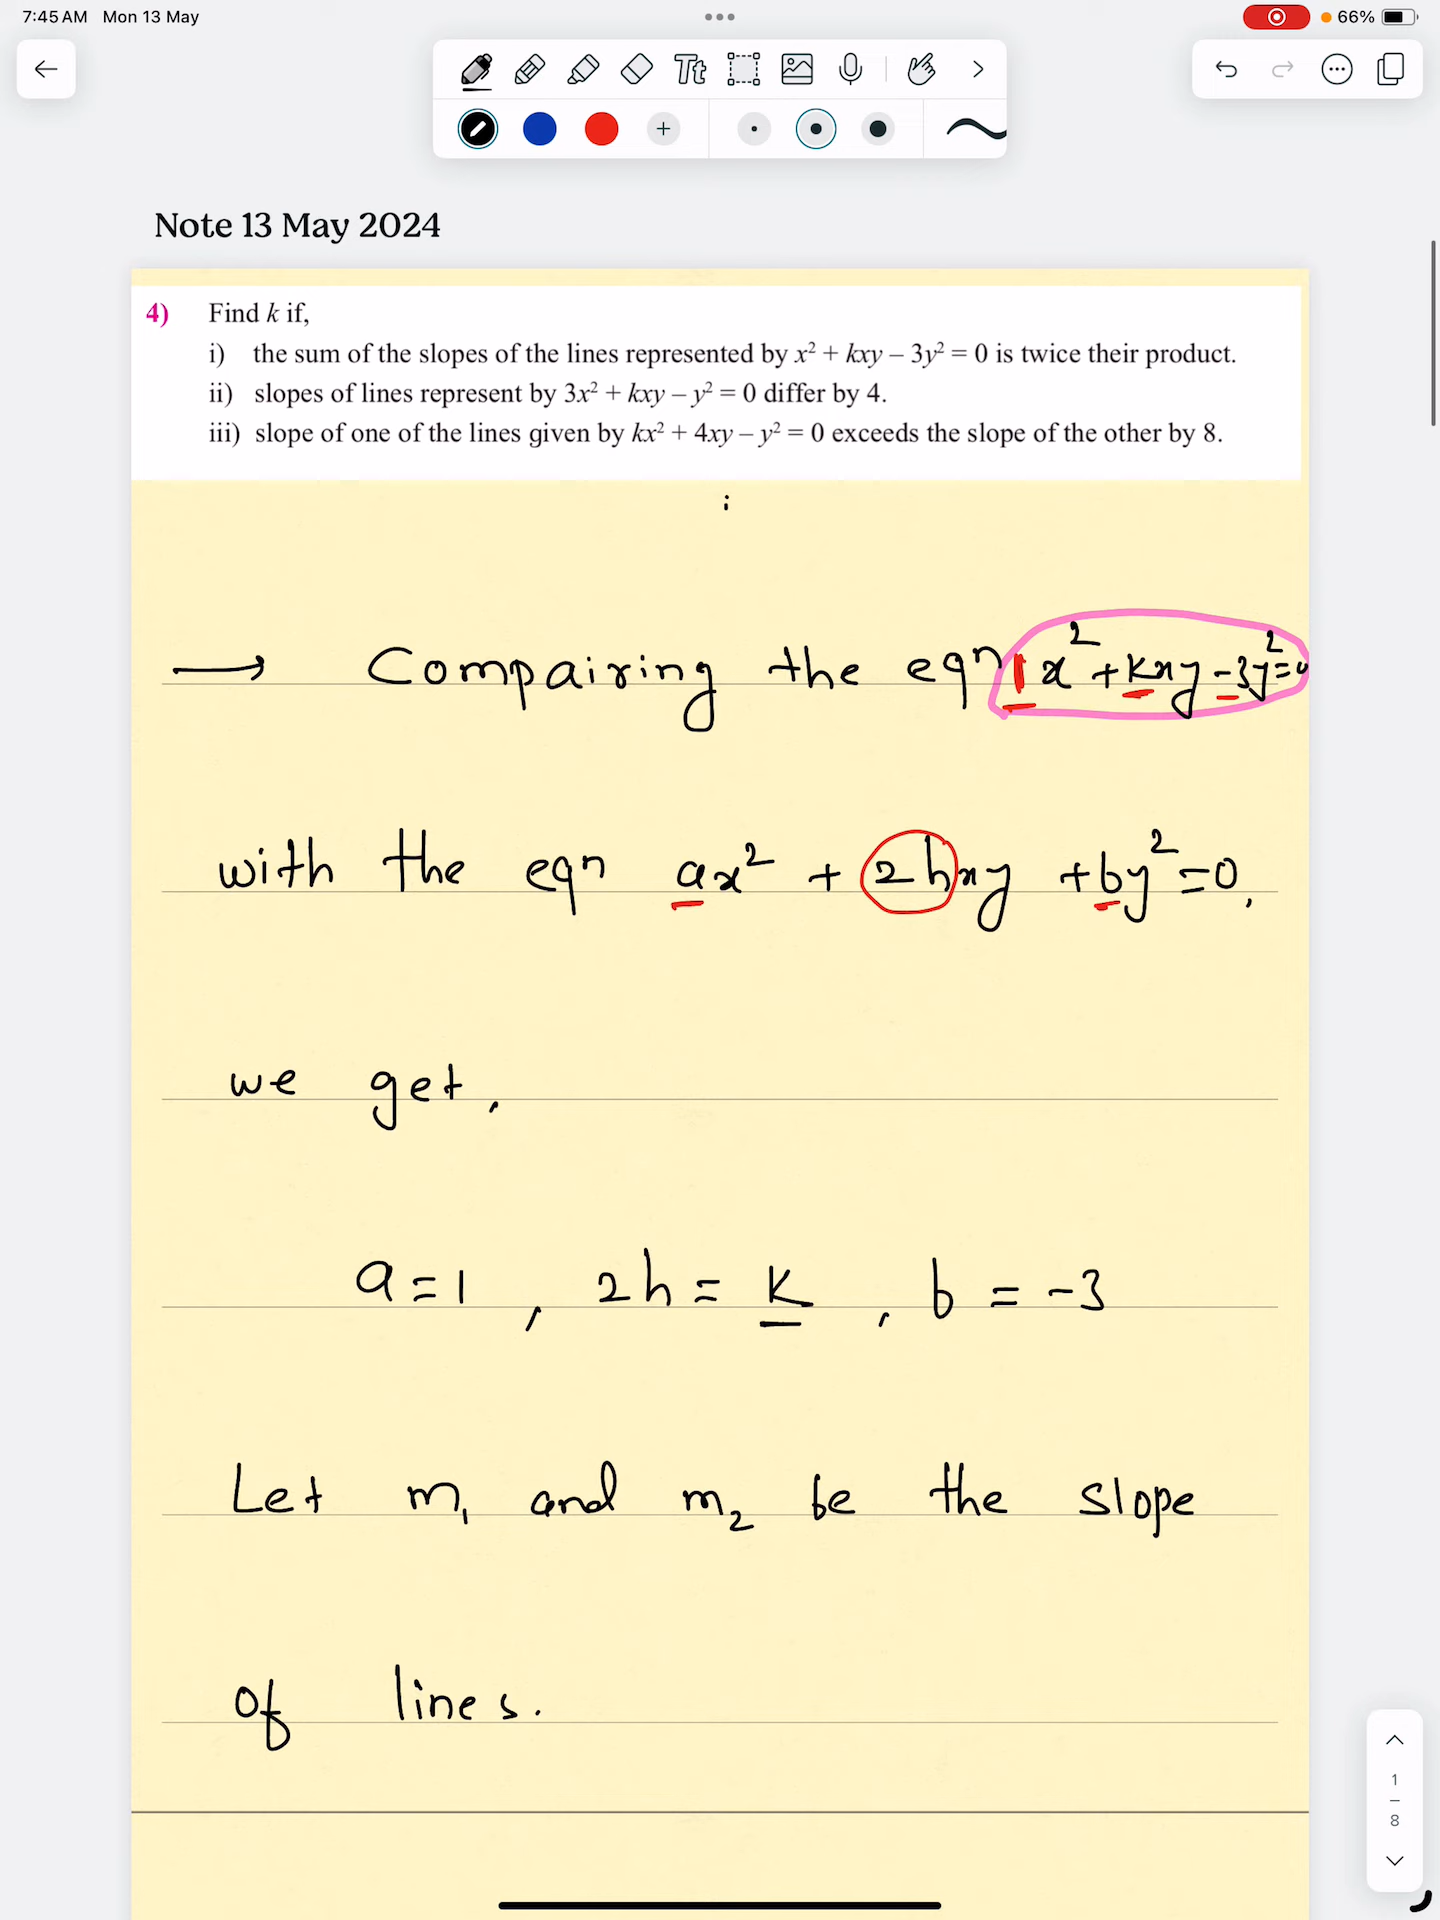 7:45 AM Mon 13 May
66%
Tt
Note 13 May 2024
4) Find k if,
i) the sum of the slopes of the lines represented by x² + kxy – 3y² = 0 is twice their product.
ii) slopes of lines represent by 3x² + kxy – y² = 0 differ by 4.
iii) slope of one of the lines given by kx² + 4xy – y² = 0 exceeds the slope of the other by 8.
→ Compairing the eqn 1x² + kxy -3y² = 0
with the eqn ax² + 2hxy + by² = 0,
we get,
a = 1, 2h = k, b = -3
Let m₁ and m₂ be the slope
of lines.
1
8